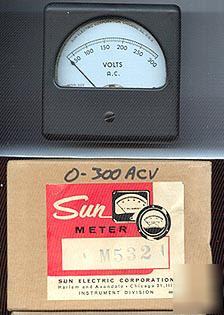 50 100 150 200 250 300
VOLTS
A.C.
0-300 ACV
Sun
METER
M532
SUN ELECTRIC CORPORATION
Harlem and Avondale • Chicago 31, Ill
INSTRUMENT DIVISION